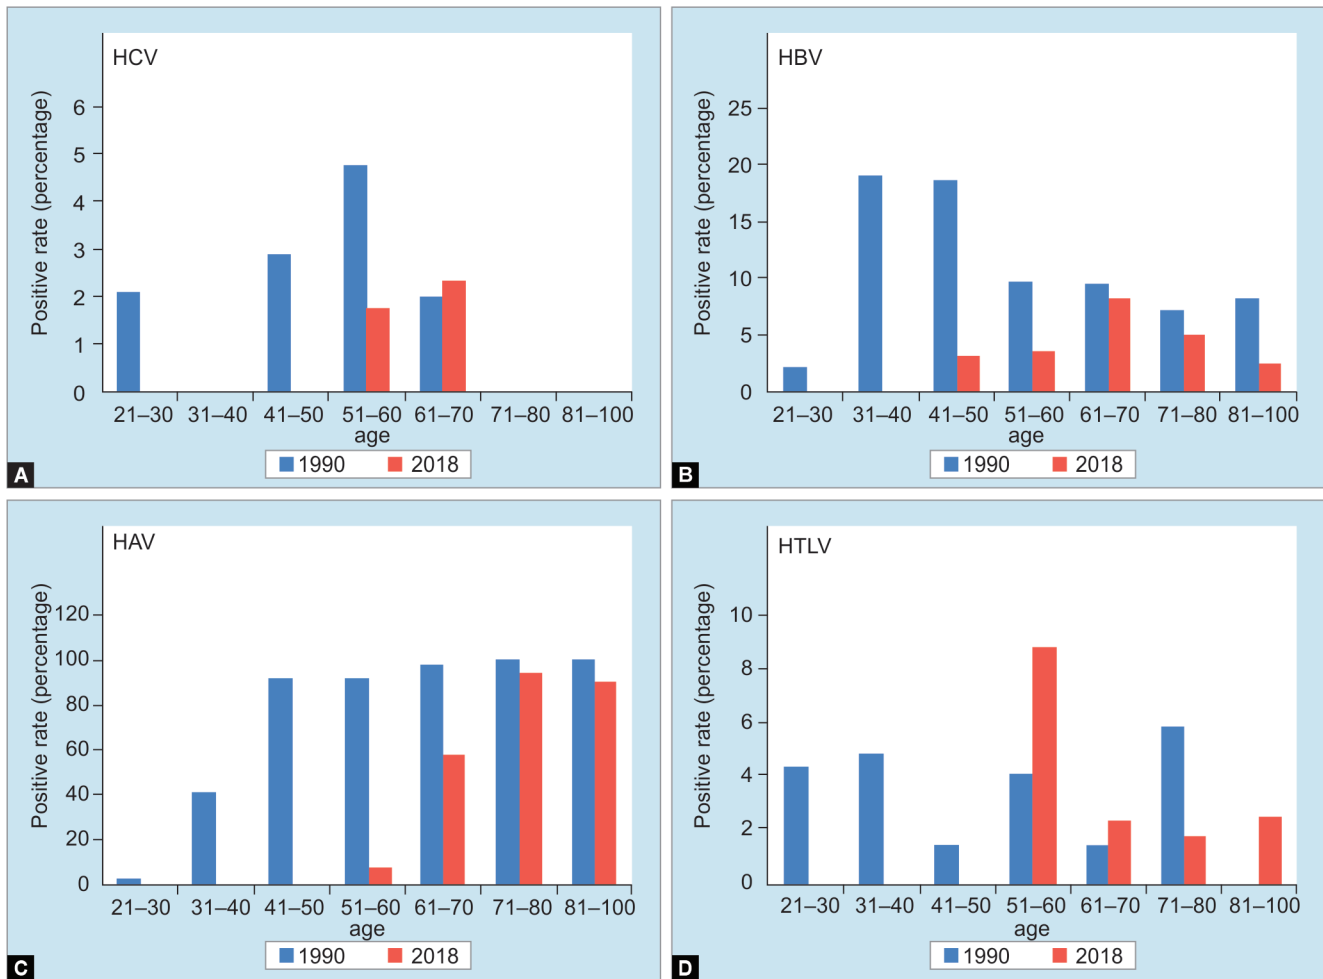 HCV
Positive rate (percentage)
6
5
4
3
2
1
0
21–30 31–40 41–50 51–60 61–70 71–80 81–100
age
1990 2018
A
HBV
Positive rate (percentage)
25
20
15
10
5
0
21–30 31–40 41–50 51–60 61–70 71–80 81–100
age
1990 2018
B
HAV
Positive rate (percentage)
120
100
80
60
40
20
0
21–30 31–40 41–50 51–60 61–70 71–80 81–100
age
1990 2018
C
HTLV
Positive rate (percentage)
10
8
6
4
2
0
21–30 31–40 41–50 51–60 61–70 71–80 81–100
age
1990 2018
D